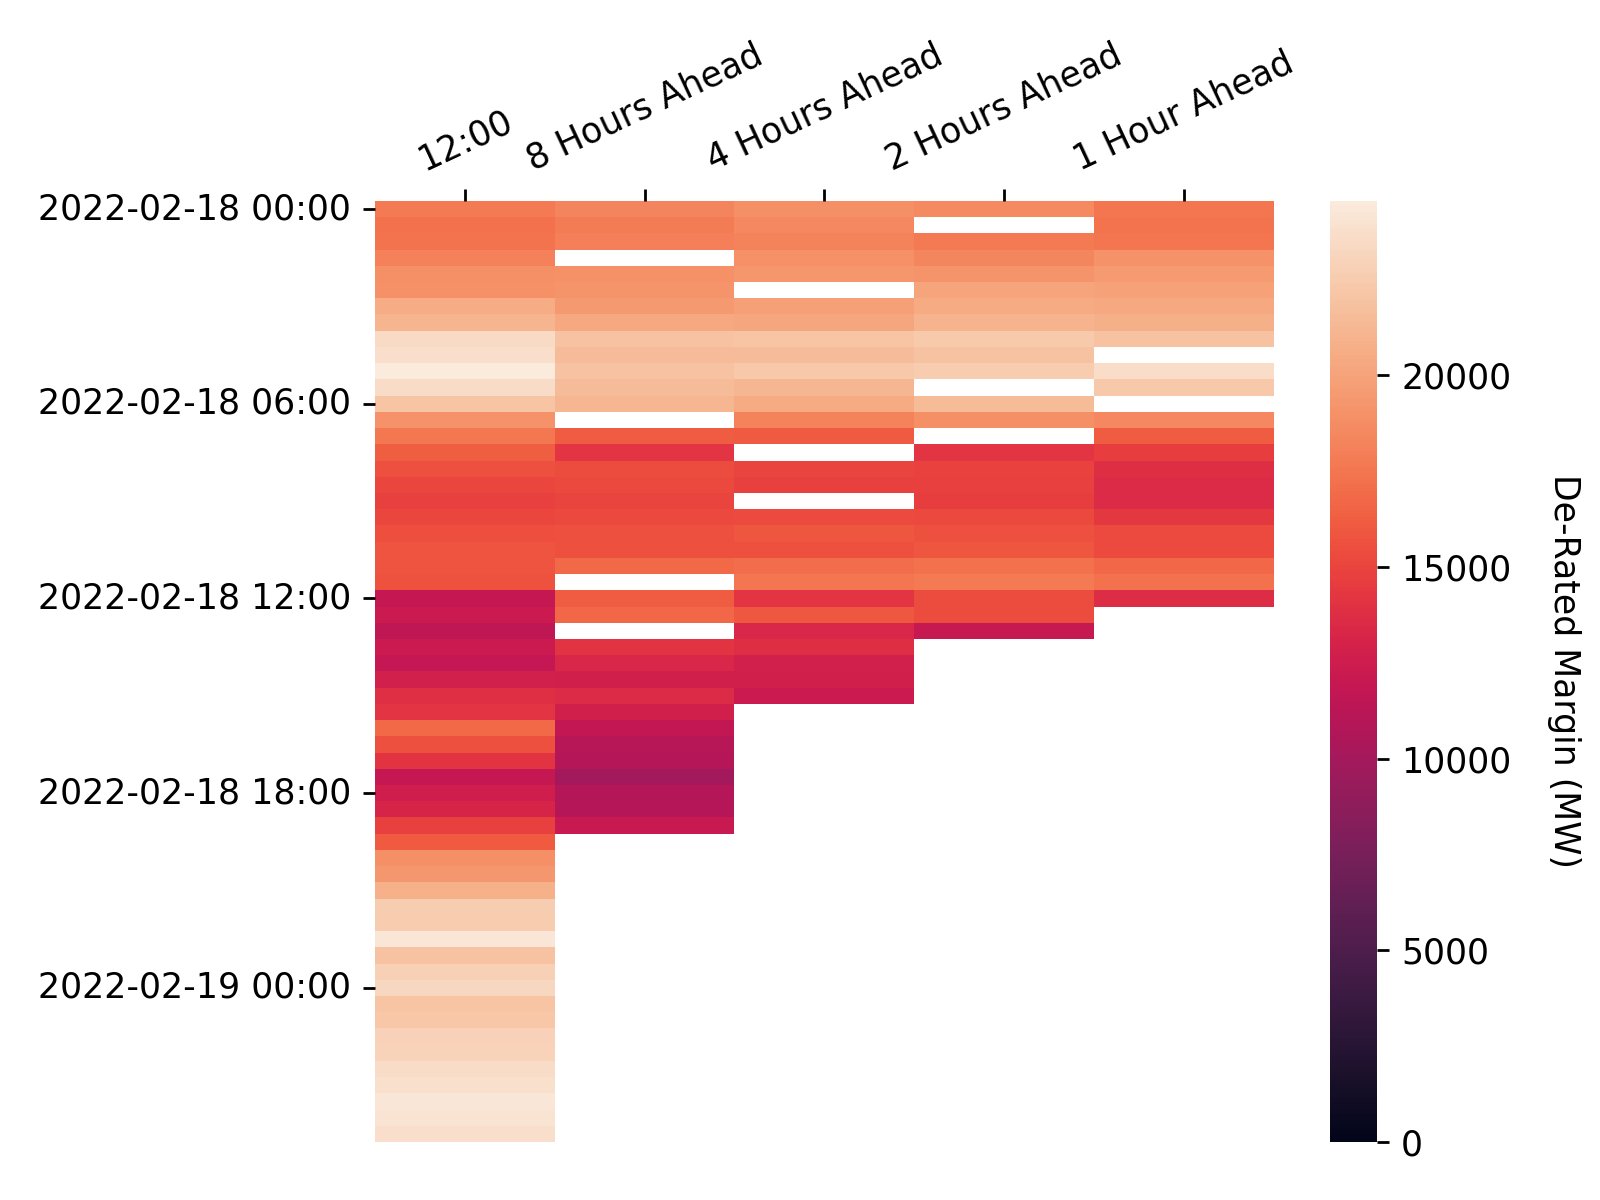 12:00
8 Hours Ahead
4 Hours Ahead
2 Hours Ahead
1 Hour Ahead
2022-02-18 00:00
2022-02-18 06:00
2022-02-18 12:00
2022-02-18 18:00
2022-02-19 00:00
20000
15000
10000
5000
0
De-Rated Margin (MW)